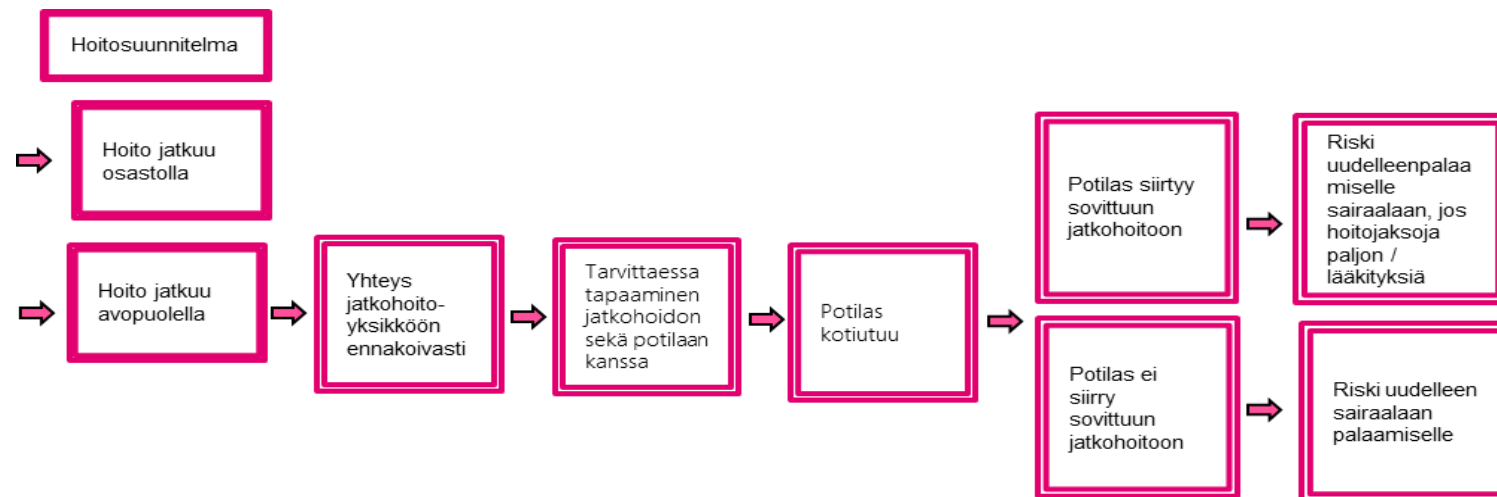 Hoitosuunnitelma
Hoito jatkuu
osastolla
Hoito jatkuu
avopuolella
Yhteys
jatkohoito-
yksikköön
ennakoivasti
Tarvittaessa
tapaaminen
jatkohoidon
sekä potilaan
kanssa
Potilas
kotiutuu
Potilas siirtyy
sovittuun
jatkohoitoon
Riski
uudelleenpalaa
miselle
sairaalaan, jos
hoitojaksoja
paljon /
lääkityksiä
Potilas ei
siirry
sovittuun
jatkohoitoon
Riski uudelleen
sairaalaan
palaamiselle